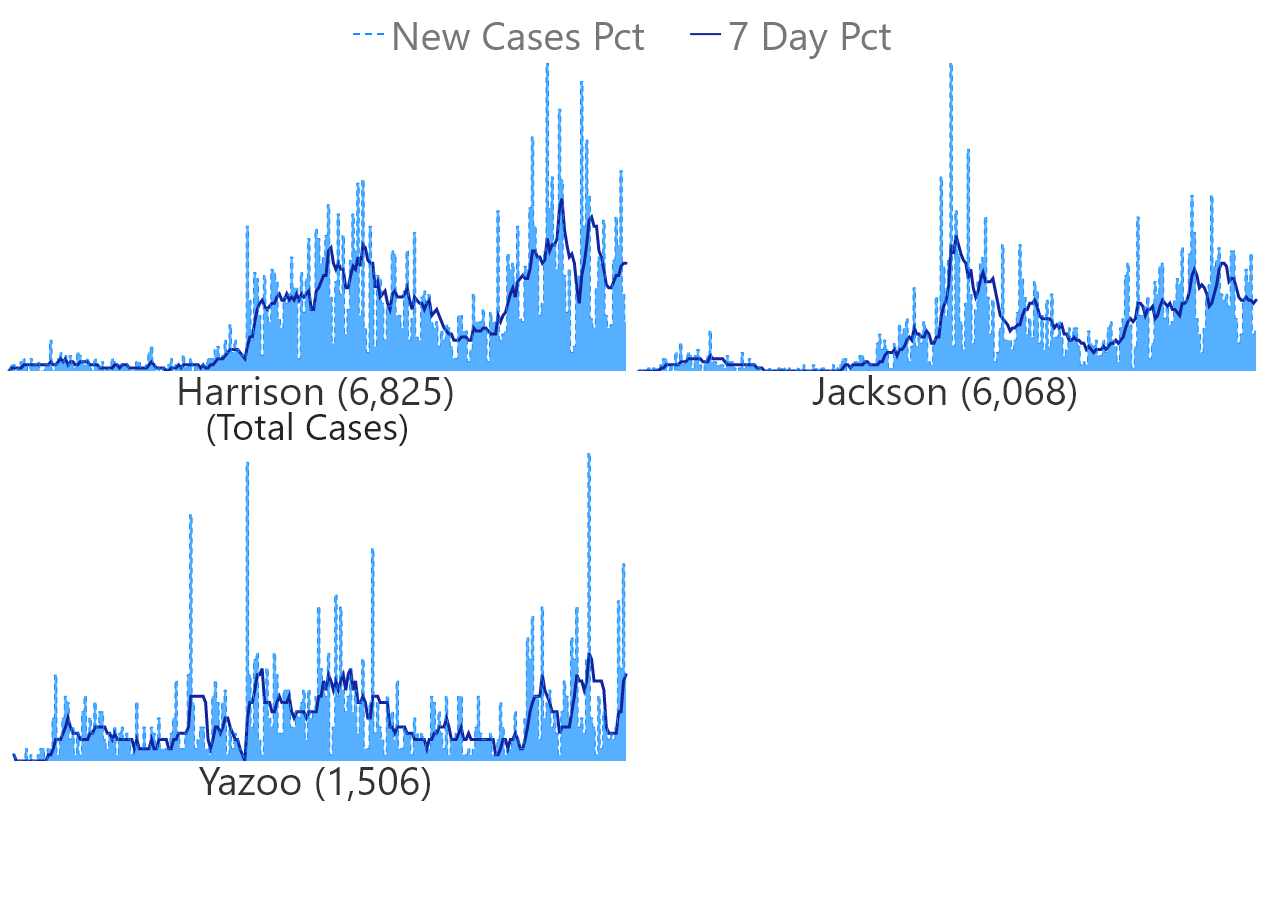 New Cases Pct 7 Day Pct
Harrison (6,825)
(Total Cases)
Jackson (6,068)
Yazoo (1,506)